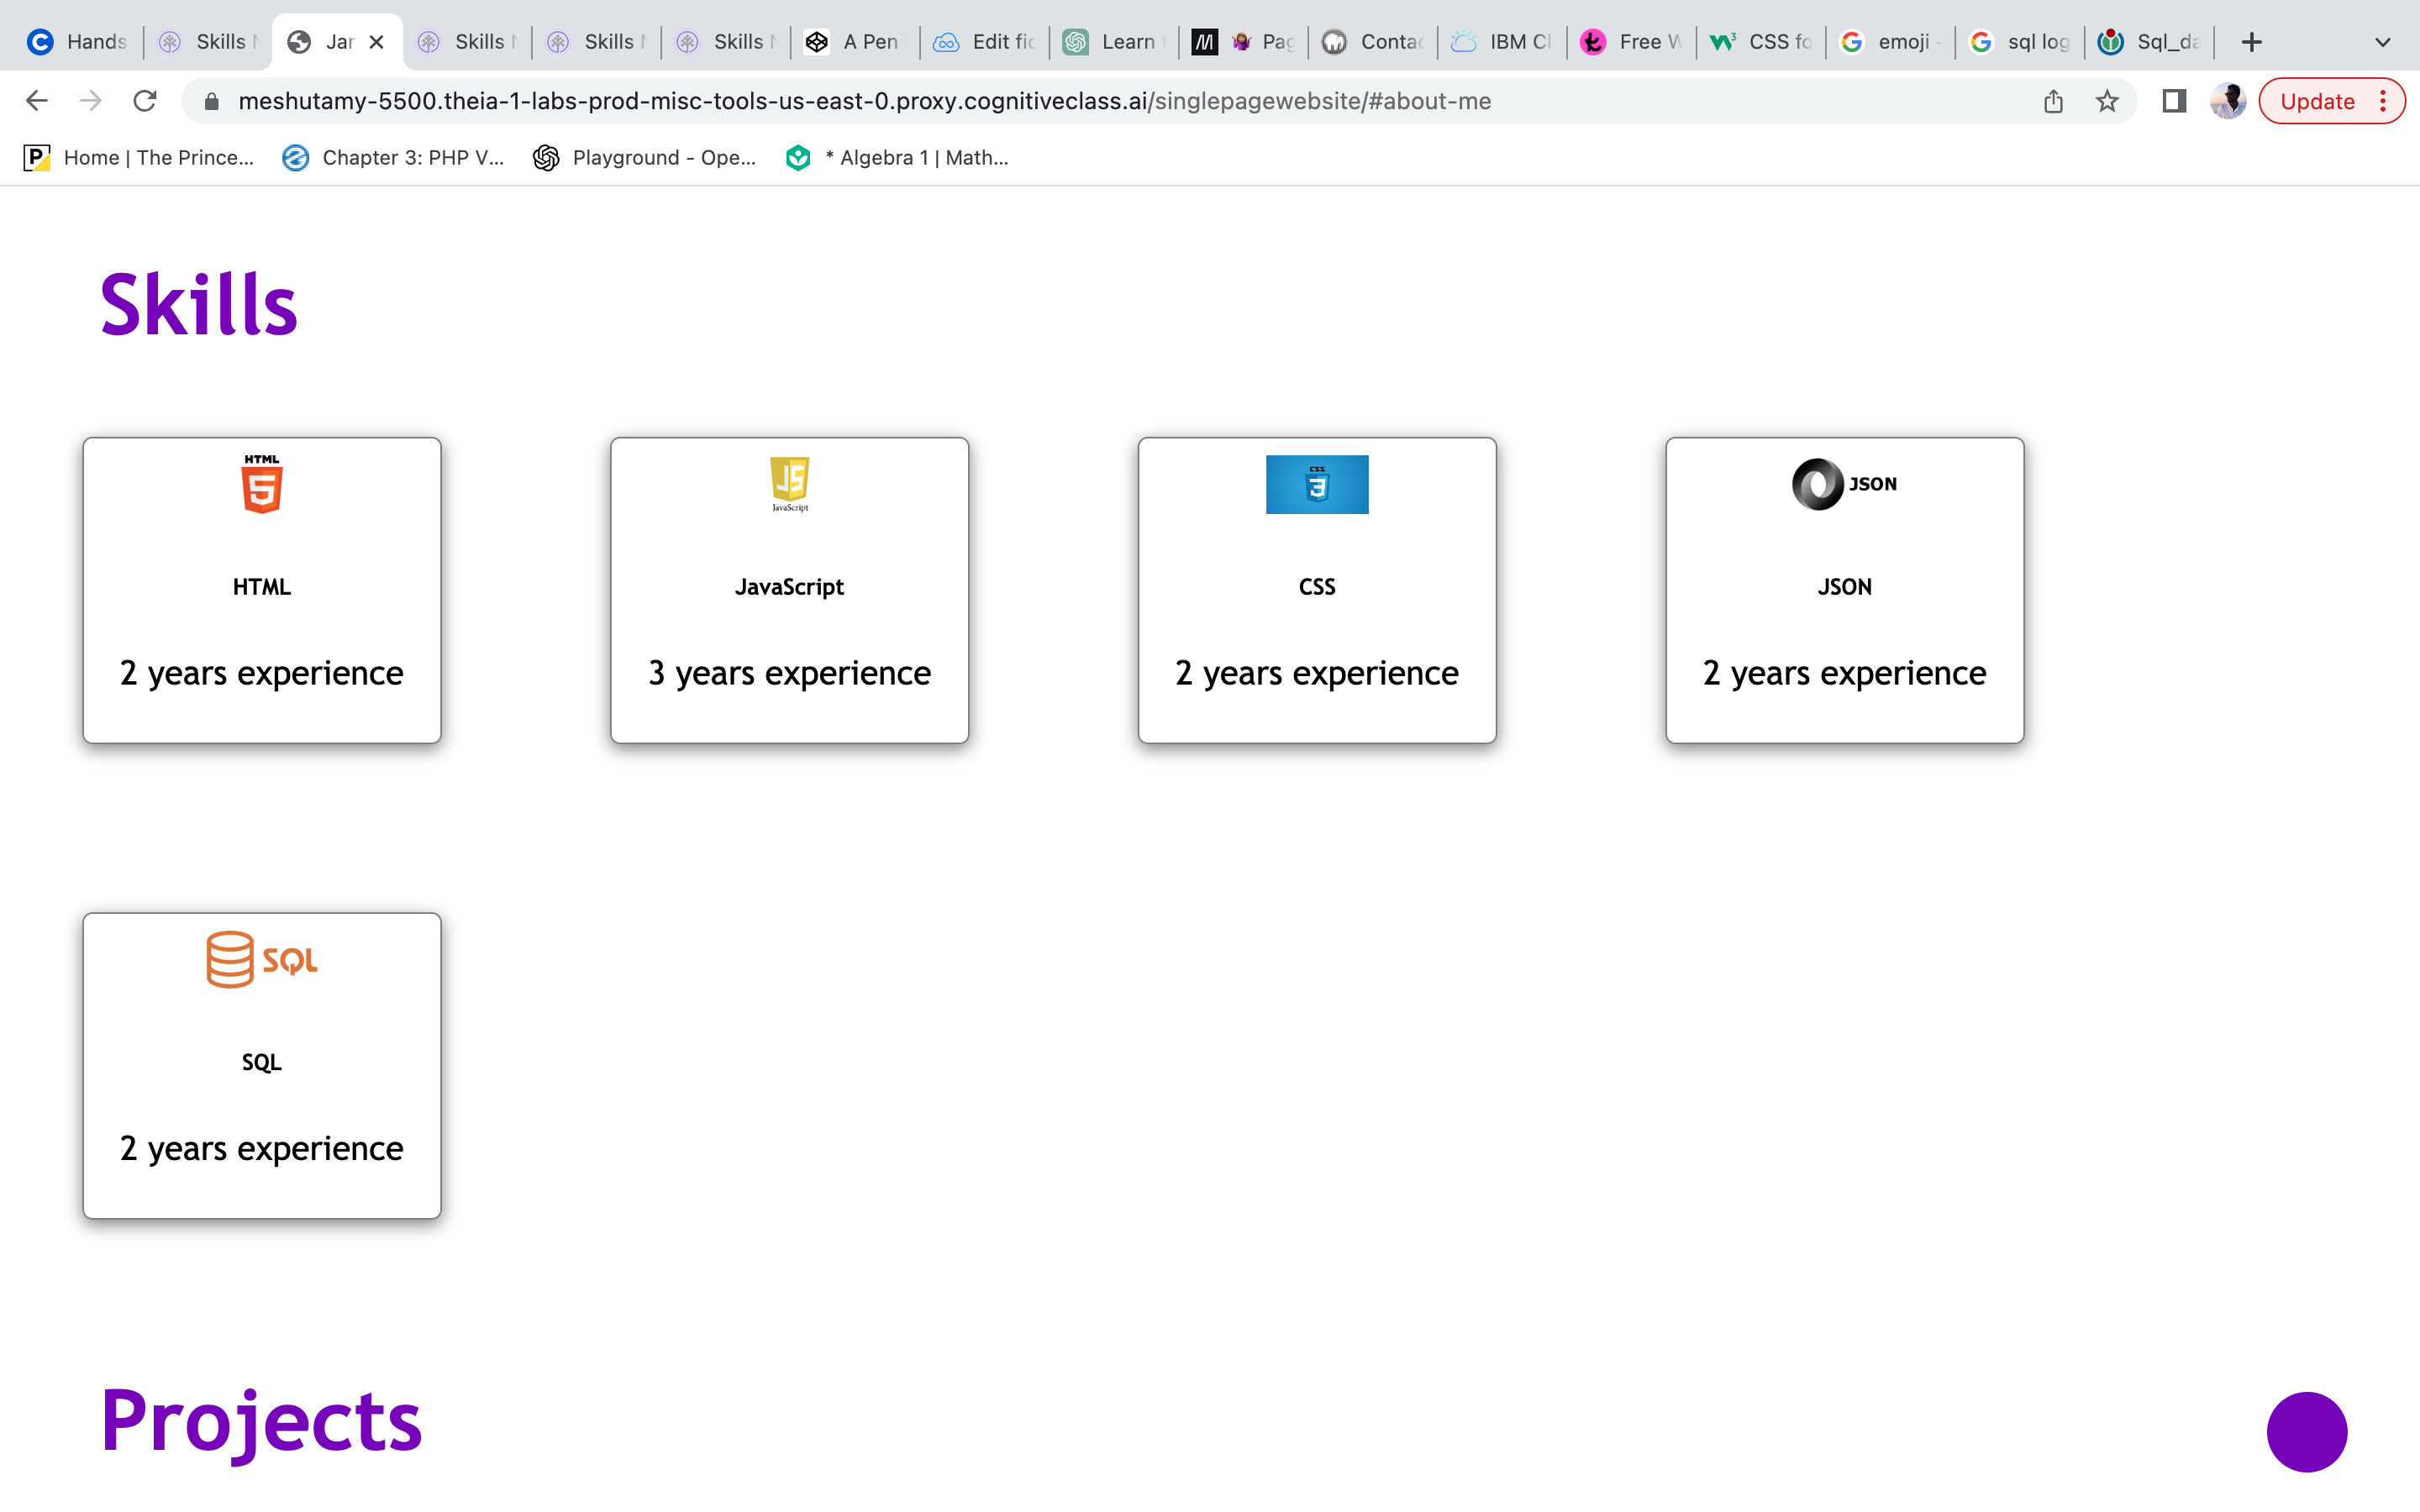 Hands
Skills
Jar
Skills
Skills
Skills
A Pen
Edit fic
Learn
Pag
Contac
IBM Cl
Free W
CSS fo
emoji -
sql log
Sql_da
meshutamy-5500.theia-1-labs-prod-misc-tools-us-east-0.proxy.cognitiveclass.ai/singlepagewebsite/#about-me
Update
Home | The Prince...
Chapter 3: PHP V...
Playground - Ope...
* Algebra 1 | Math...
Skills
HTML
5
HTML
2 years experience
JS
JavaScript
JavaScript
3 years experience
CSS
3
CSS
2 years experience
JSON
JSON
2 years experience
SQL
SQL
2 years experience
Projects